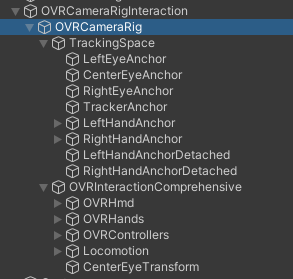 OVRCameraRigInteraction
OVRCameraRig
TrackingSpace
LeftEyeAnchor
CenterEyeAnchor
RightEyeAnchor
TrackerAnchor
LeftHandAnchor
RightHandAnchor
LeftHandAnchorDetached
RightHandAnchorDetached
OVRInteractionComprehensive
OVRHmd
OVRHands
OVRControllers
Locomotion
CenterEyeTransform